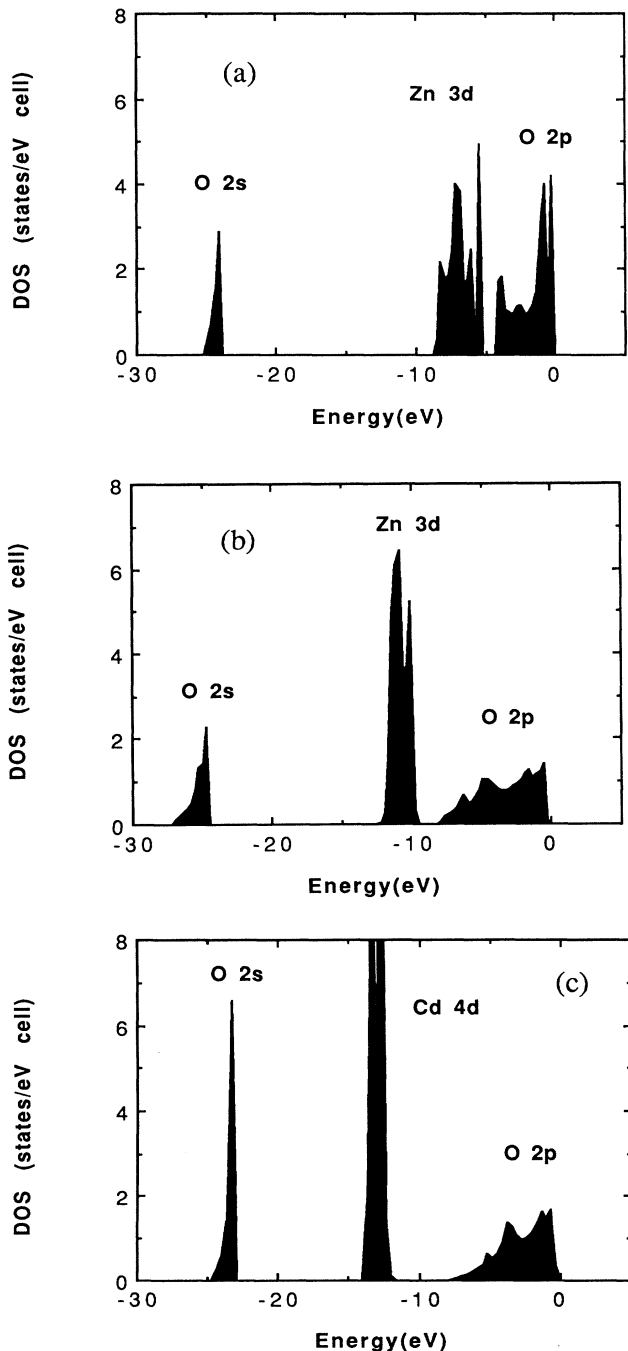 8
(a)
Zn 3d
6
O 2p
O 2s
4
2
0
DOS (states/eV cell)
-30
-20
-10
0
Energy(eV)
8
Zn 3d
(b)
6
4
O 2s
O 2p
2
0
DOS (states/eV cell)
-30
-20
-10
0
Energy(eV)
8
O 2s
(c)
Cd 4d
6
4
O 2p
2
0
DOS (states/eV cell)
-30
-20
-10
0
Energy(eV)